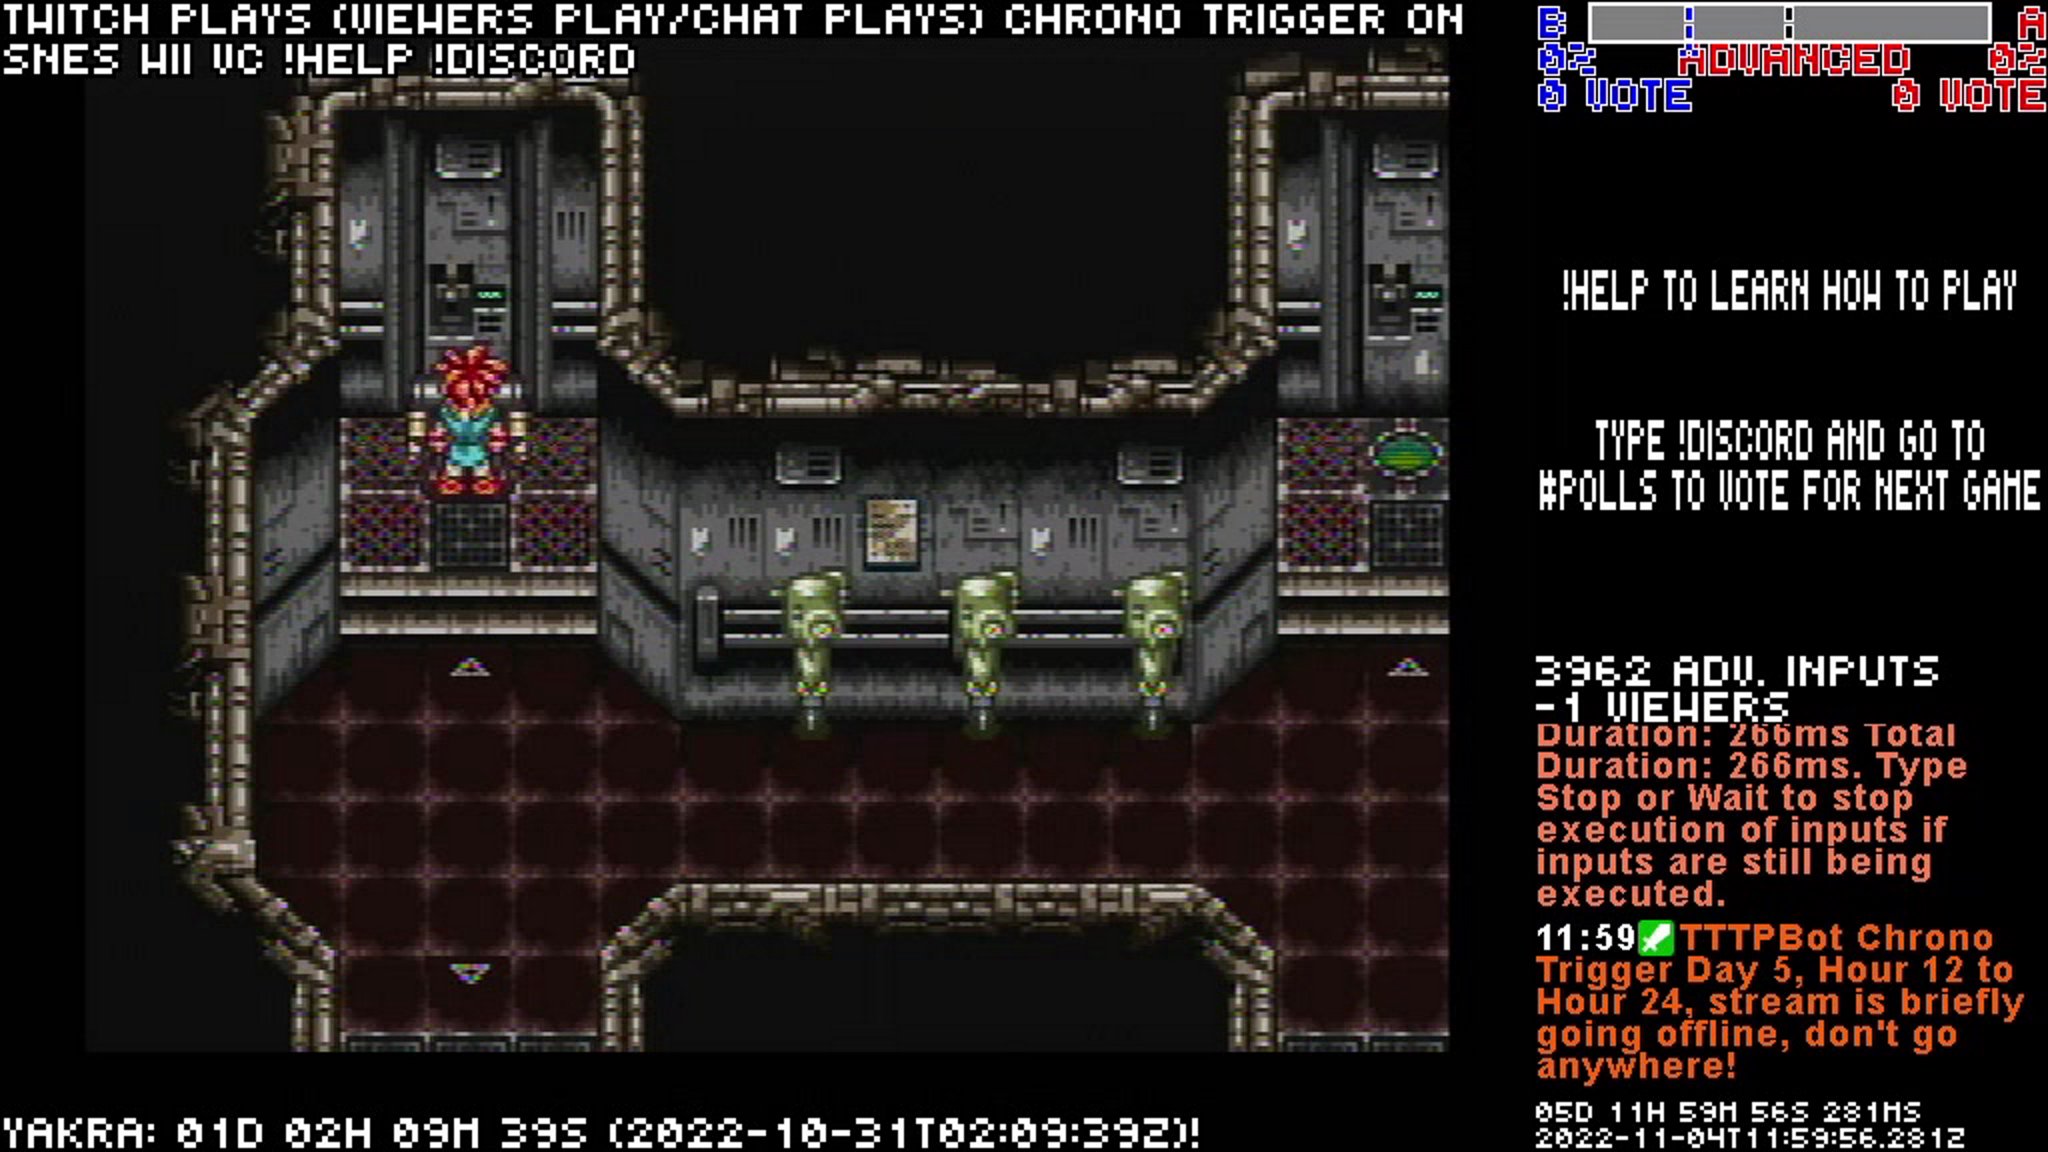 TWITCH PLAYS (VIEWERS PLAY/CHAT PLAYS) CHRONO TRIGGER ON
SNES WII VC !HELP !DISCORD
B A
0% ADVANCED 0%
0 VOTE 0 VOTE
!HELP TO LEARN HOW TO PLAY
TYPE !DISCORD AND GO TO
#POLLS TO VOTE FOR NEXT GAME
3962 ADV. INPUTS
-1 VIEWERS
Duration: 266ms Total
Duration: 266ms. Type
Stop or Wait to stop
execution of inputs if
inputs are still being
executed.
11:59 TTTPBot Chrono
Trigger Day 5, Hour 12 to
Hour 24, stream is briefly
going offline, don't go
anywhere!
05D 11H 59M 56S 281MS
2022-11-04T11:59:56.281Z
YAKRA: 01D 02H 09M 39S (2022-10-31T02:09:39Z)!